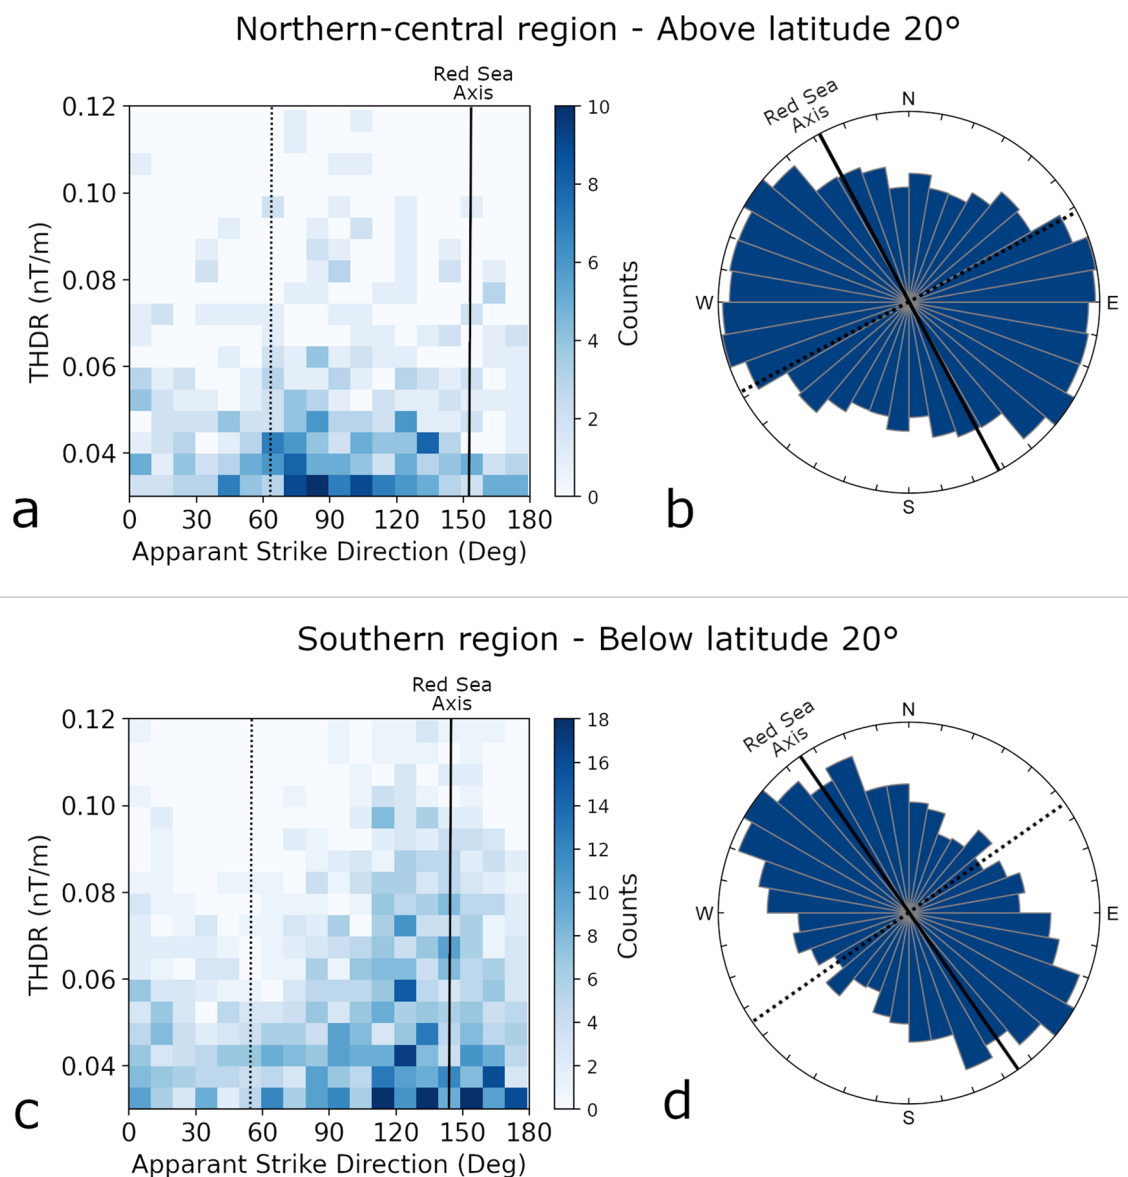 Northern-central region - Above latitude 20°
Red Sea
Axis
0.12
0.10
0.08
0.06
0.04
THDR (nT/m)
0 30 60 90 120 150 180
Apparant Strike Direction (Deg)
10
8
6
4
2
0
Counts
a
Red Sea
Axis
N
W
E
S
b
Southern region - Below latitude 20°
Red Sea
Axis
0.12
0.10
0.08
0.06
0.04
THDR (nT/m)
0 30 60 90 120 150 180
Apparant Strike Direction (Deg)
18
16
14
12
10
8
6
4
2
0
Counts
c
Red Sea
Axis
N
W
E
S
d